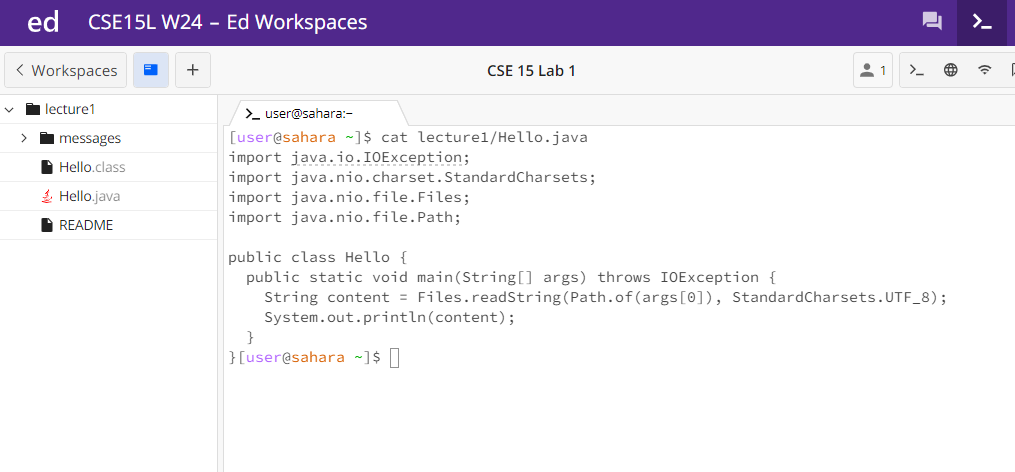 ed CSE15L W24 – Ed Workspaces
Workspaces
CSE 15 Lab 1
1
lecture1
messages
Hello.class
Hello.java
README
user@sahara:~
[user@sahara ~]$ cat lecture1/Hello.java
import java.io.IOException;
import java.nio.charset.StandardCharsets;
import java.nio.file.Files;
import java.nio.file.Path;
public class Hello {
  public static void main(String[] args) throws IOException {
    String content = Files.readString(Path.of(args[0]), StandardCharsets.UTF_8);
    System.out.println(content);
  }
}[user@sahara ~]$